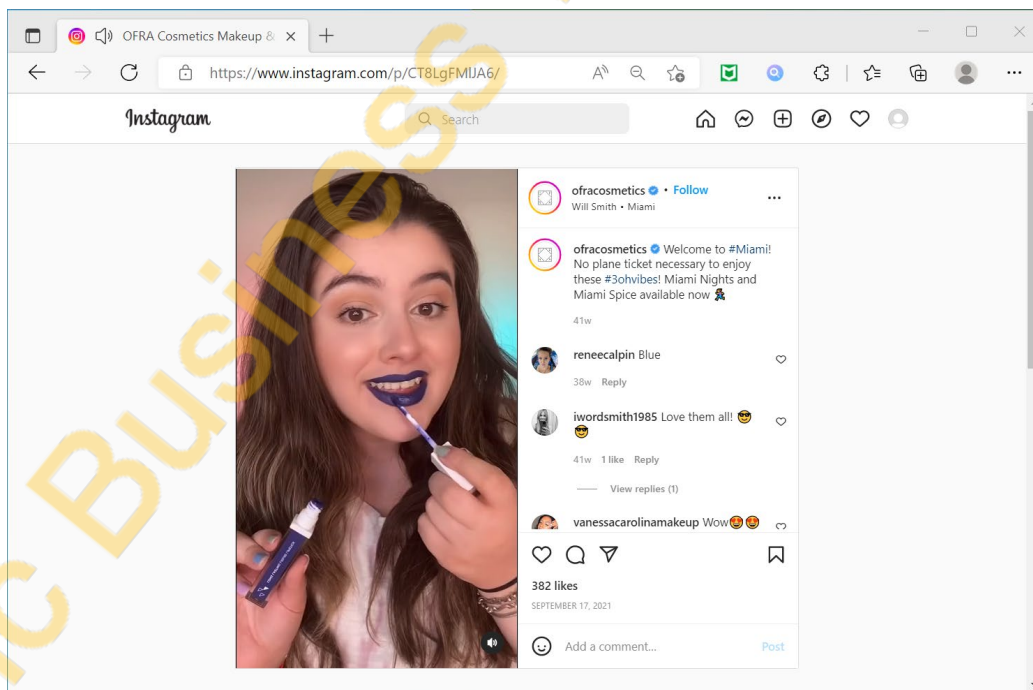 OFRA Cosmetics Makeup &
https://www.instagram.com/p/CT8LgFMIJA6/
Instagram
Search
ofracosmetics • Follow
Will Smith • Miami
ofracosmetics Welcome to #Miami!
No plane ticket necessary to enjoy
these #3ohvibes! Miami Nights and
Miami Spice available now
41w
reneecalpin Blue
38w Reply
iwordsmith1985 Love them all! 😎
😎
41w 1 like Reply
View replies (1)
vanessacarolinamakeup Wow😍😍
382 likes
SEPTEMBER 17, 2021
Add a comment... Post
ic Business